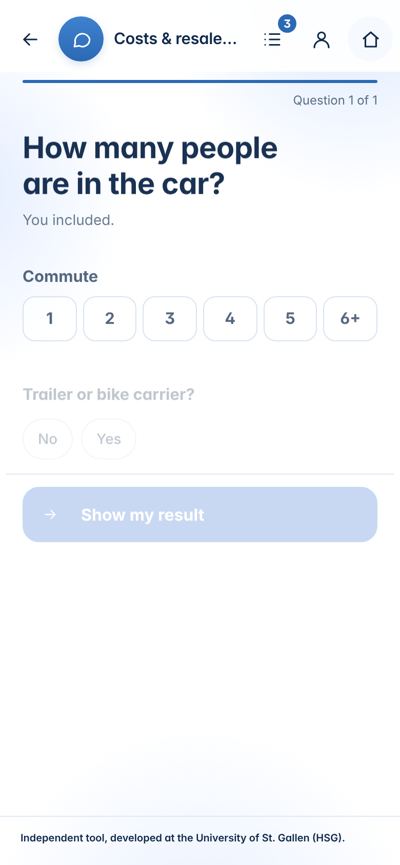 Costs & resale...
3
Question 1 of 1
How many people
are in the car?
You included.
Commute
1
2
3
4
5
6+
Trailer or bike carrier?
No
Yes
Show my result
Independent tool, developed at the University of St. Gallen (HSG).